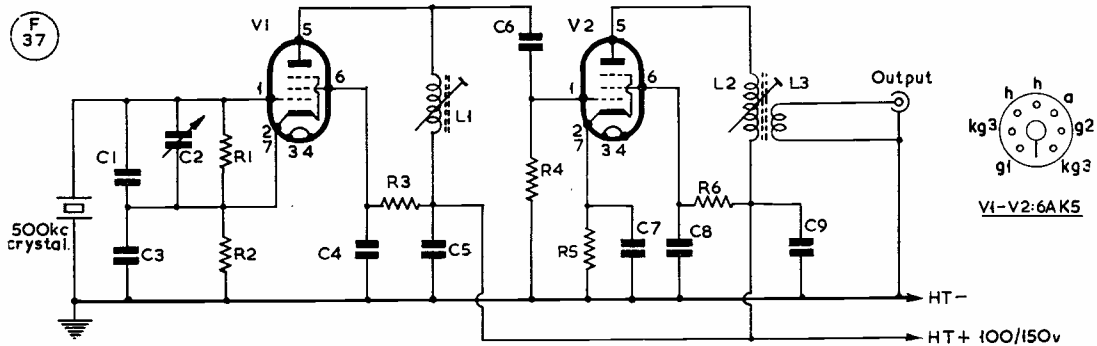 F
37
V1
5
1
6
2
7
3 4
C1
C2
R1
C3
R2
500kc
crystal.
R3
C4
C5
L1
C6
R4
V2
5
1
6
2
7
3 4
R5
C7
C8
R6
C9
L2
L3
Output
HT-
HT+ 100/150v
h
h
a
kg3
g2
g1
kg3
V1-V2:6AK5